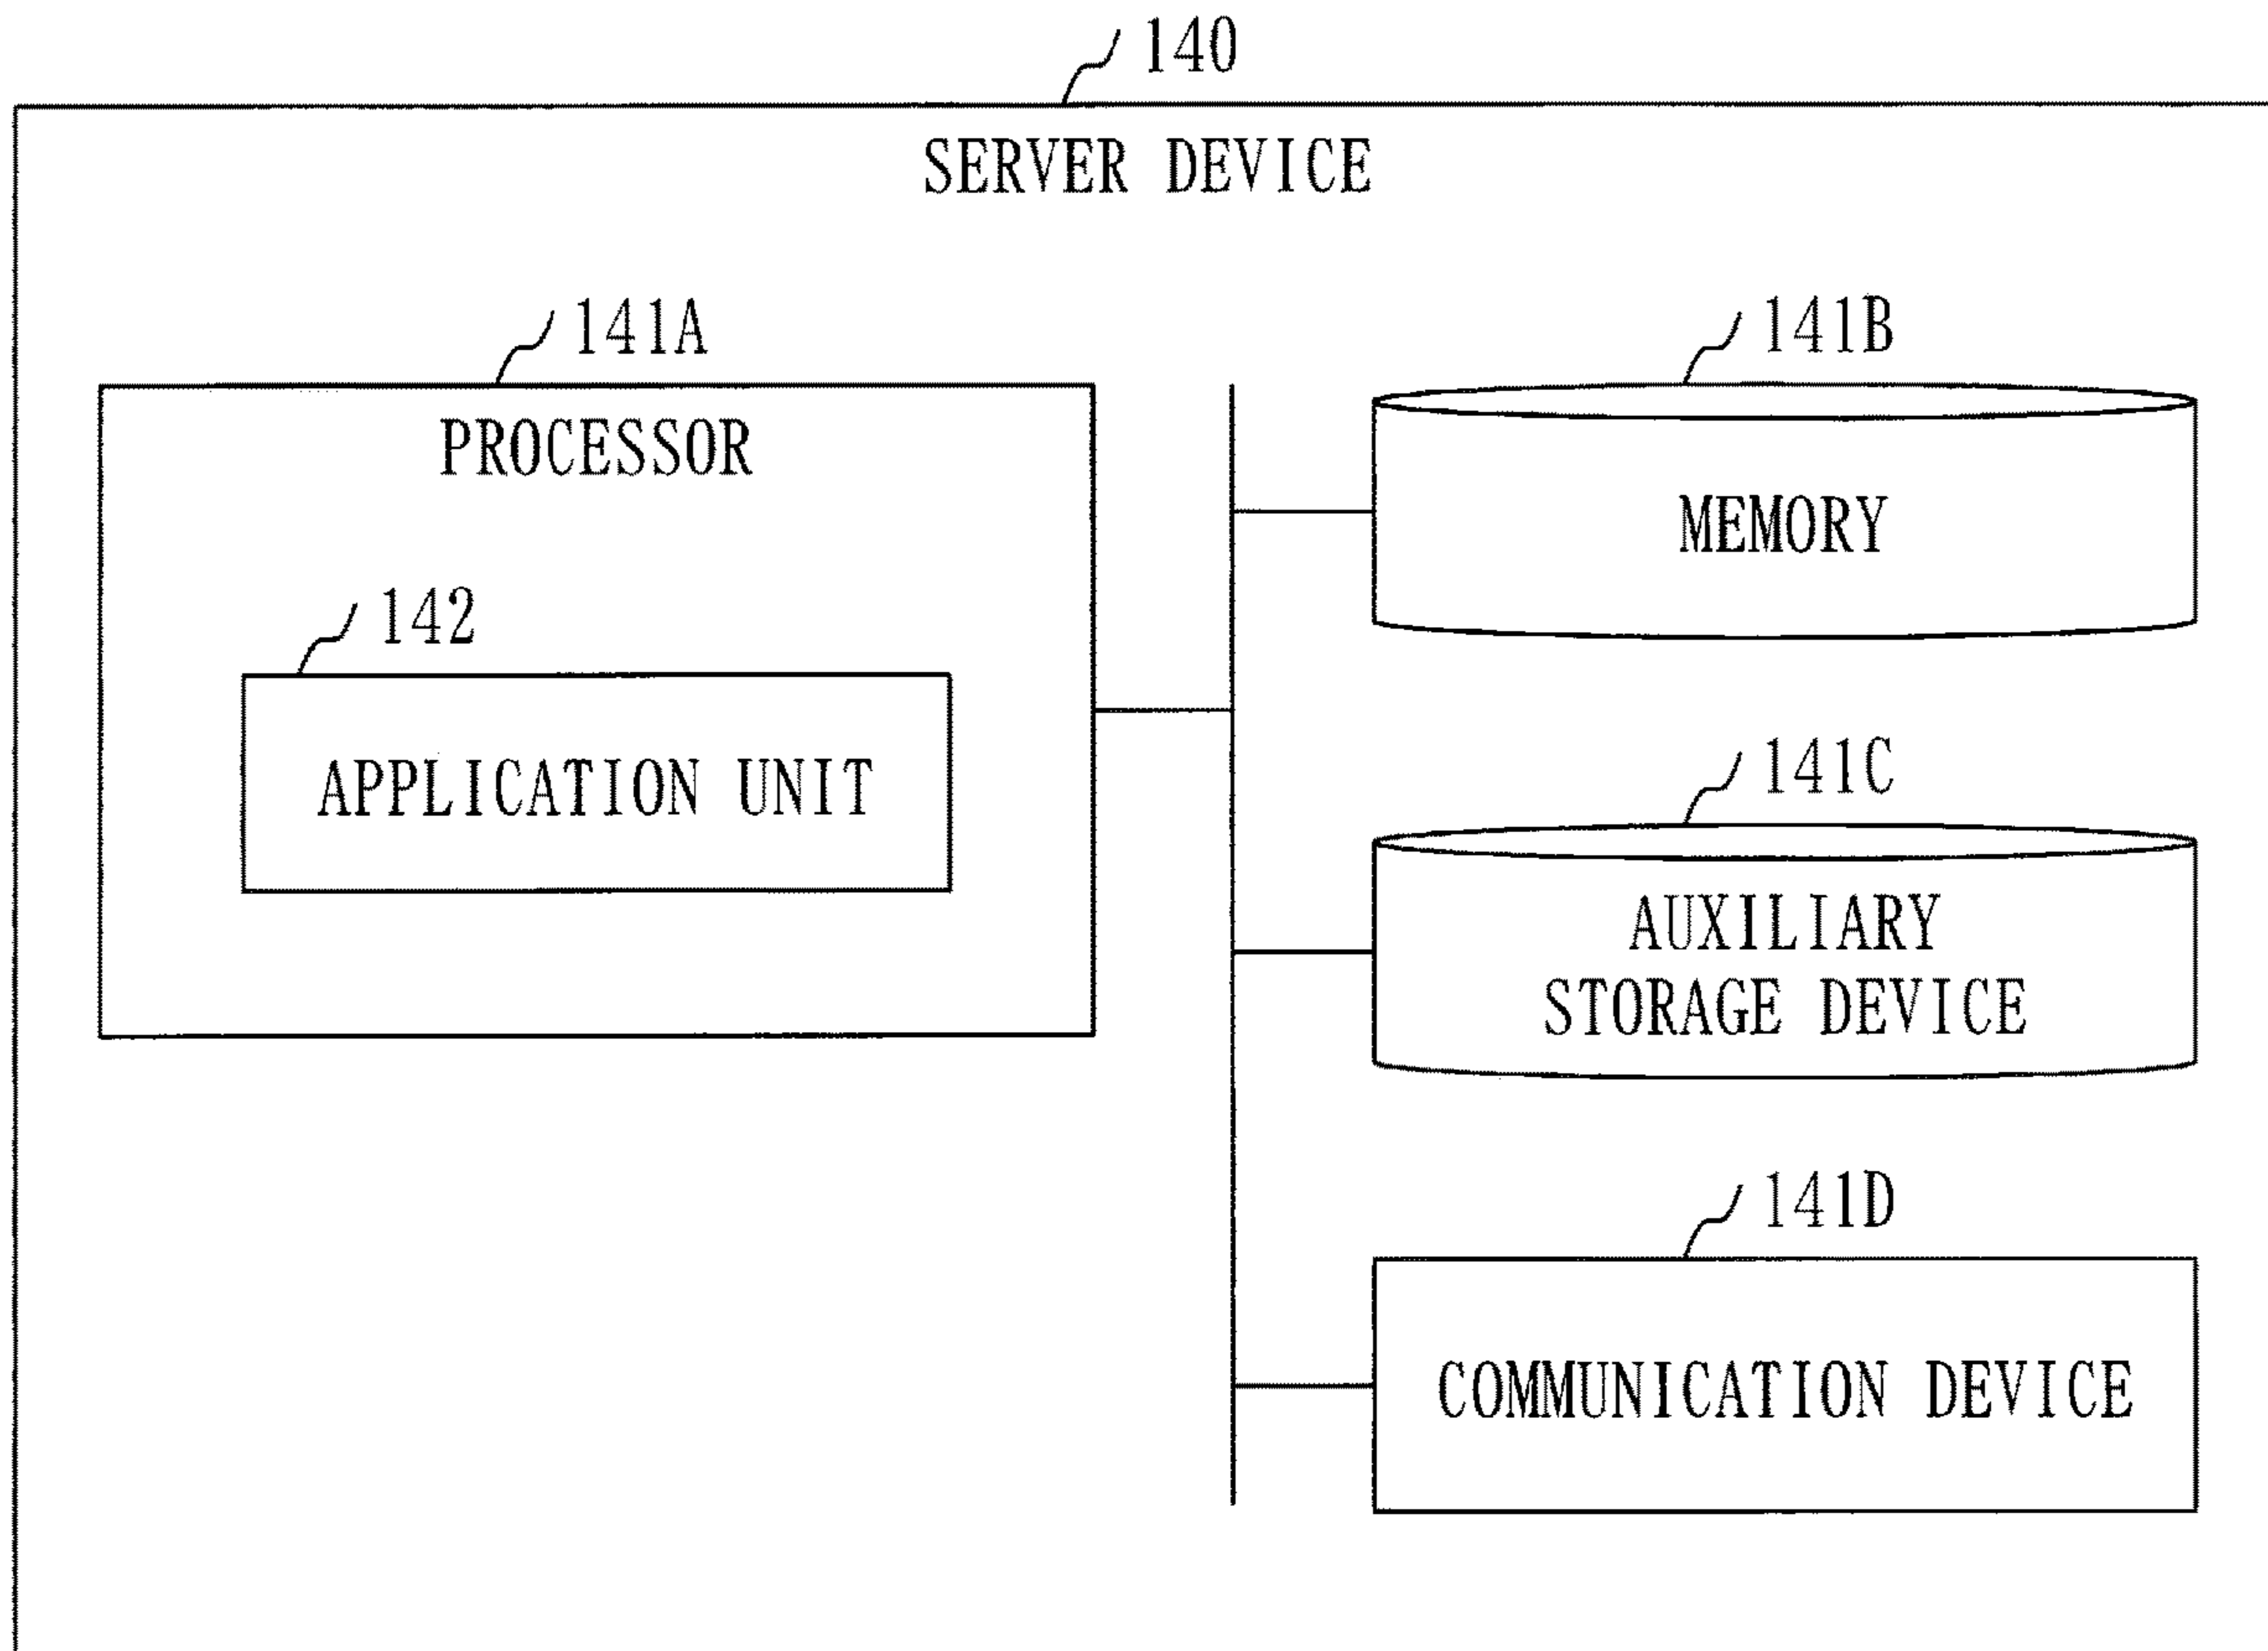 140
SERVER DEVICE
141A
PROCESSOR
142
APPLICATION UNIT
141B
MEMORY
141C
AUXILIARY
STORAGE DEVICE
141D
COMMUNICATION DEVICE